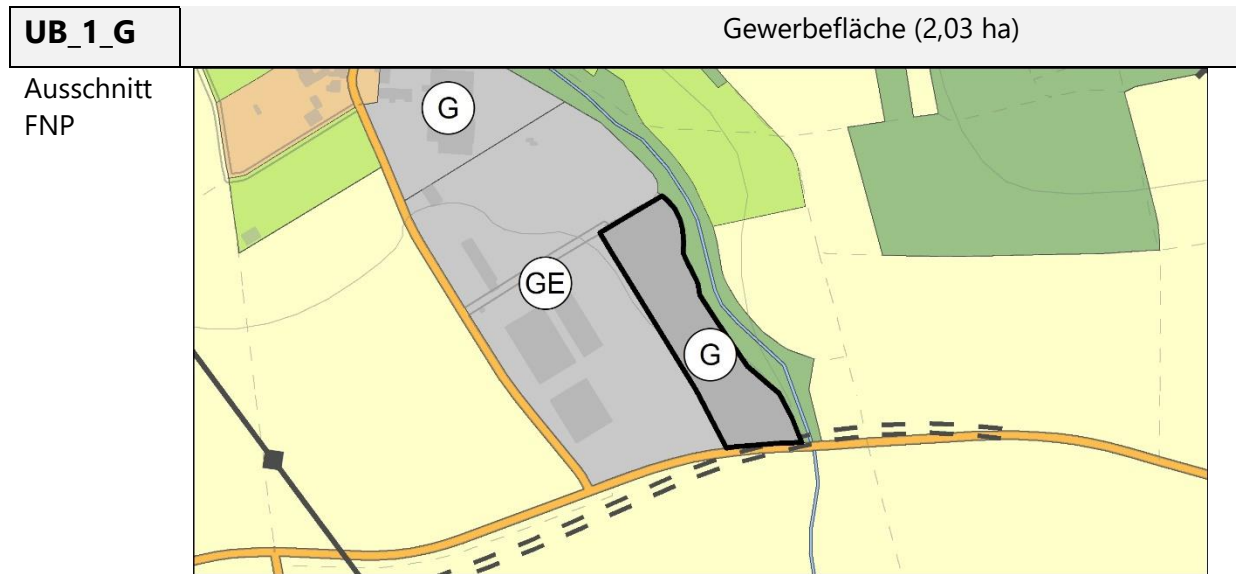 UB_1_G
Gewerbefläche (2,03 ha)
Ausschnitt
FNP
G
GE
G